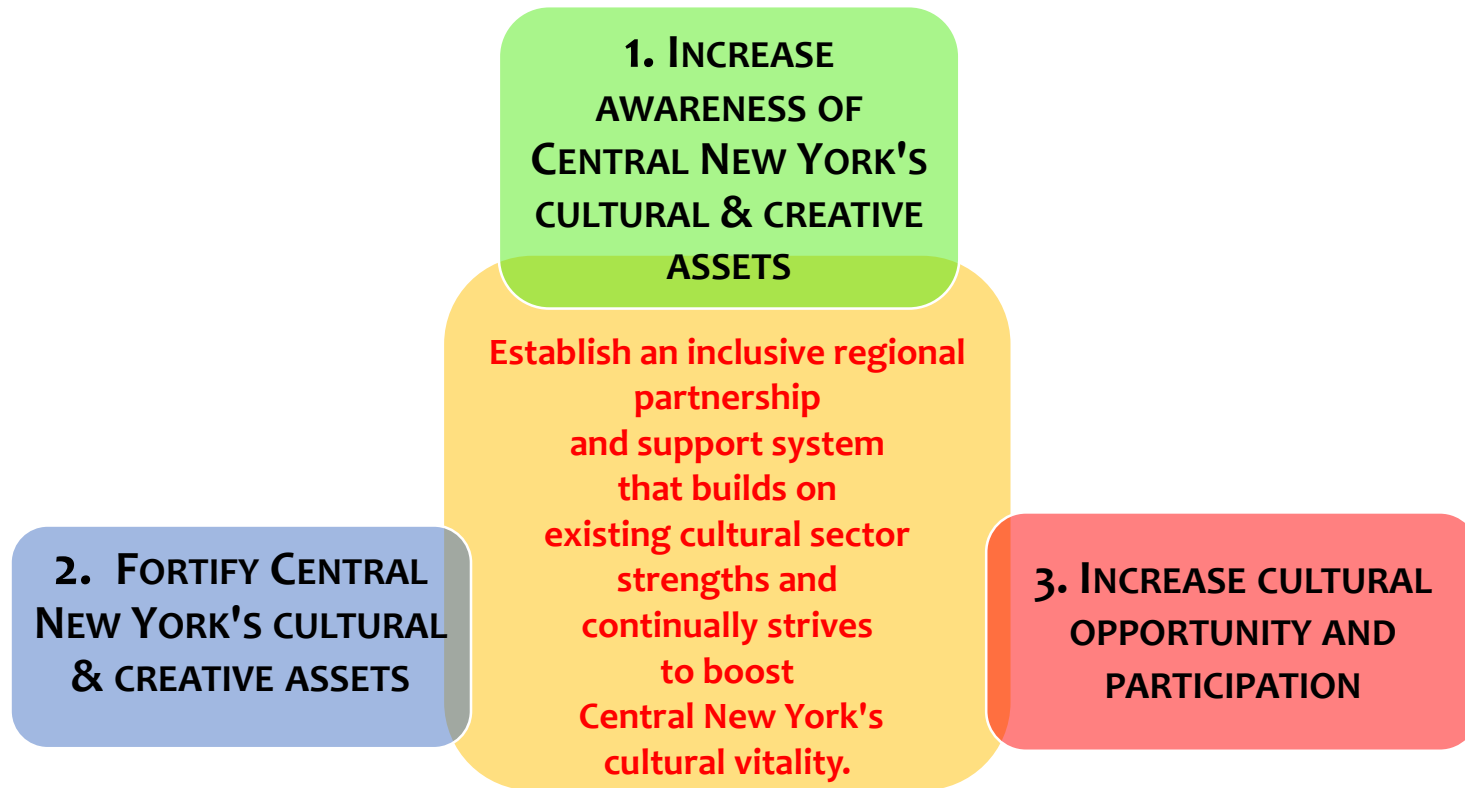 1. INCREASE
AWARENESS OF
CENTRAL NEW YORK'S
CULTURAL & CREATIVE
ASSETS
Establish an inclusive regional
partnership
and support system
that builds on
existing cultural sector
strengths and
continually strives
to boost
Central New York's
cultural vitality.
2. FORTIFY CENTRAL
NEW YORK'S CULTURAL
& CREATIVE ASSETS
3. INCREASE CULTURAL
OPPORTUNITY AND
PARTICIPATION